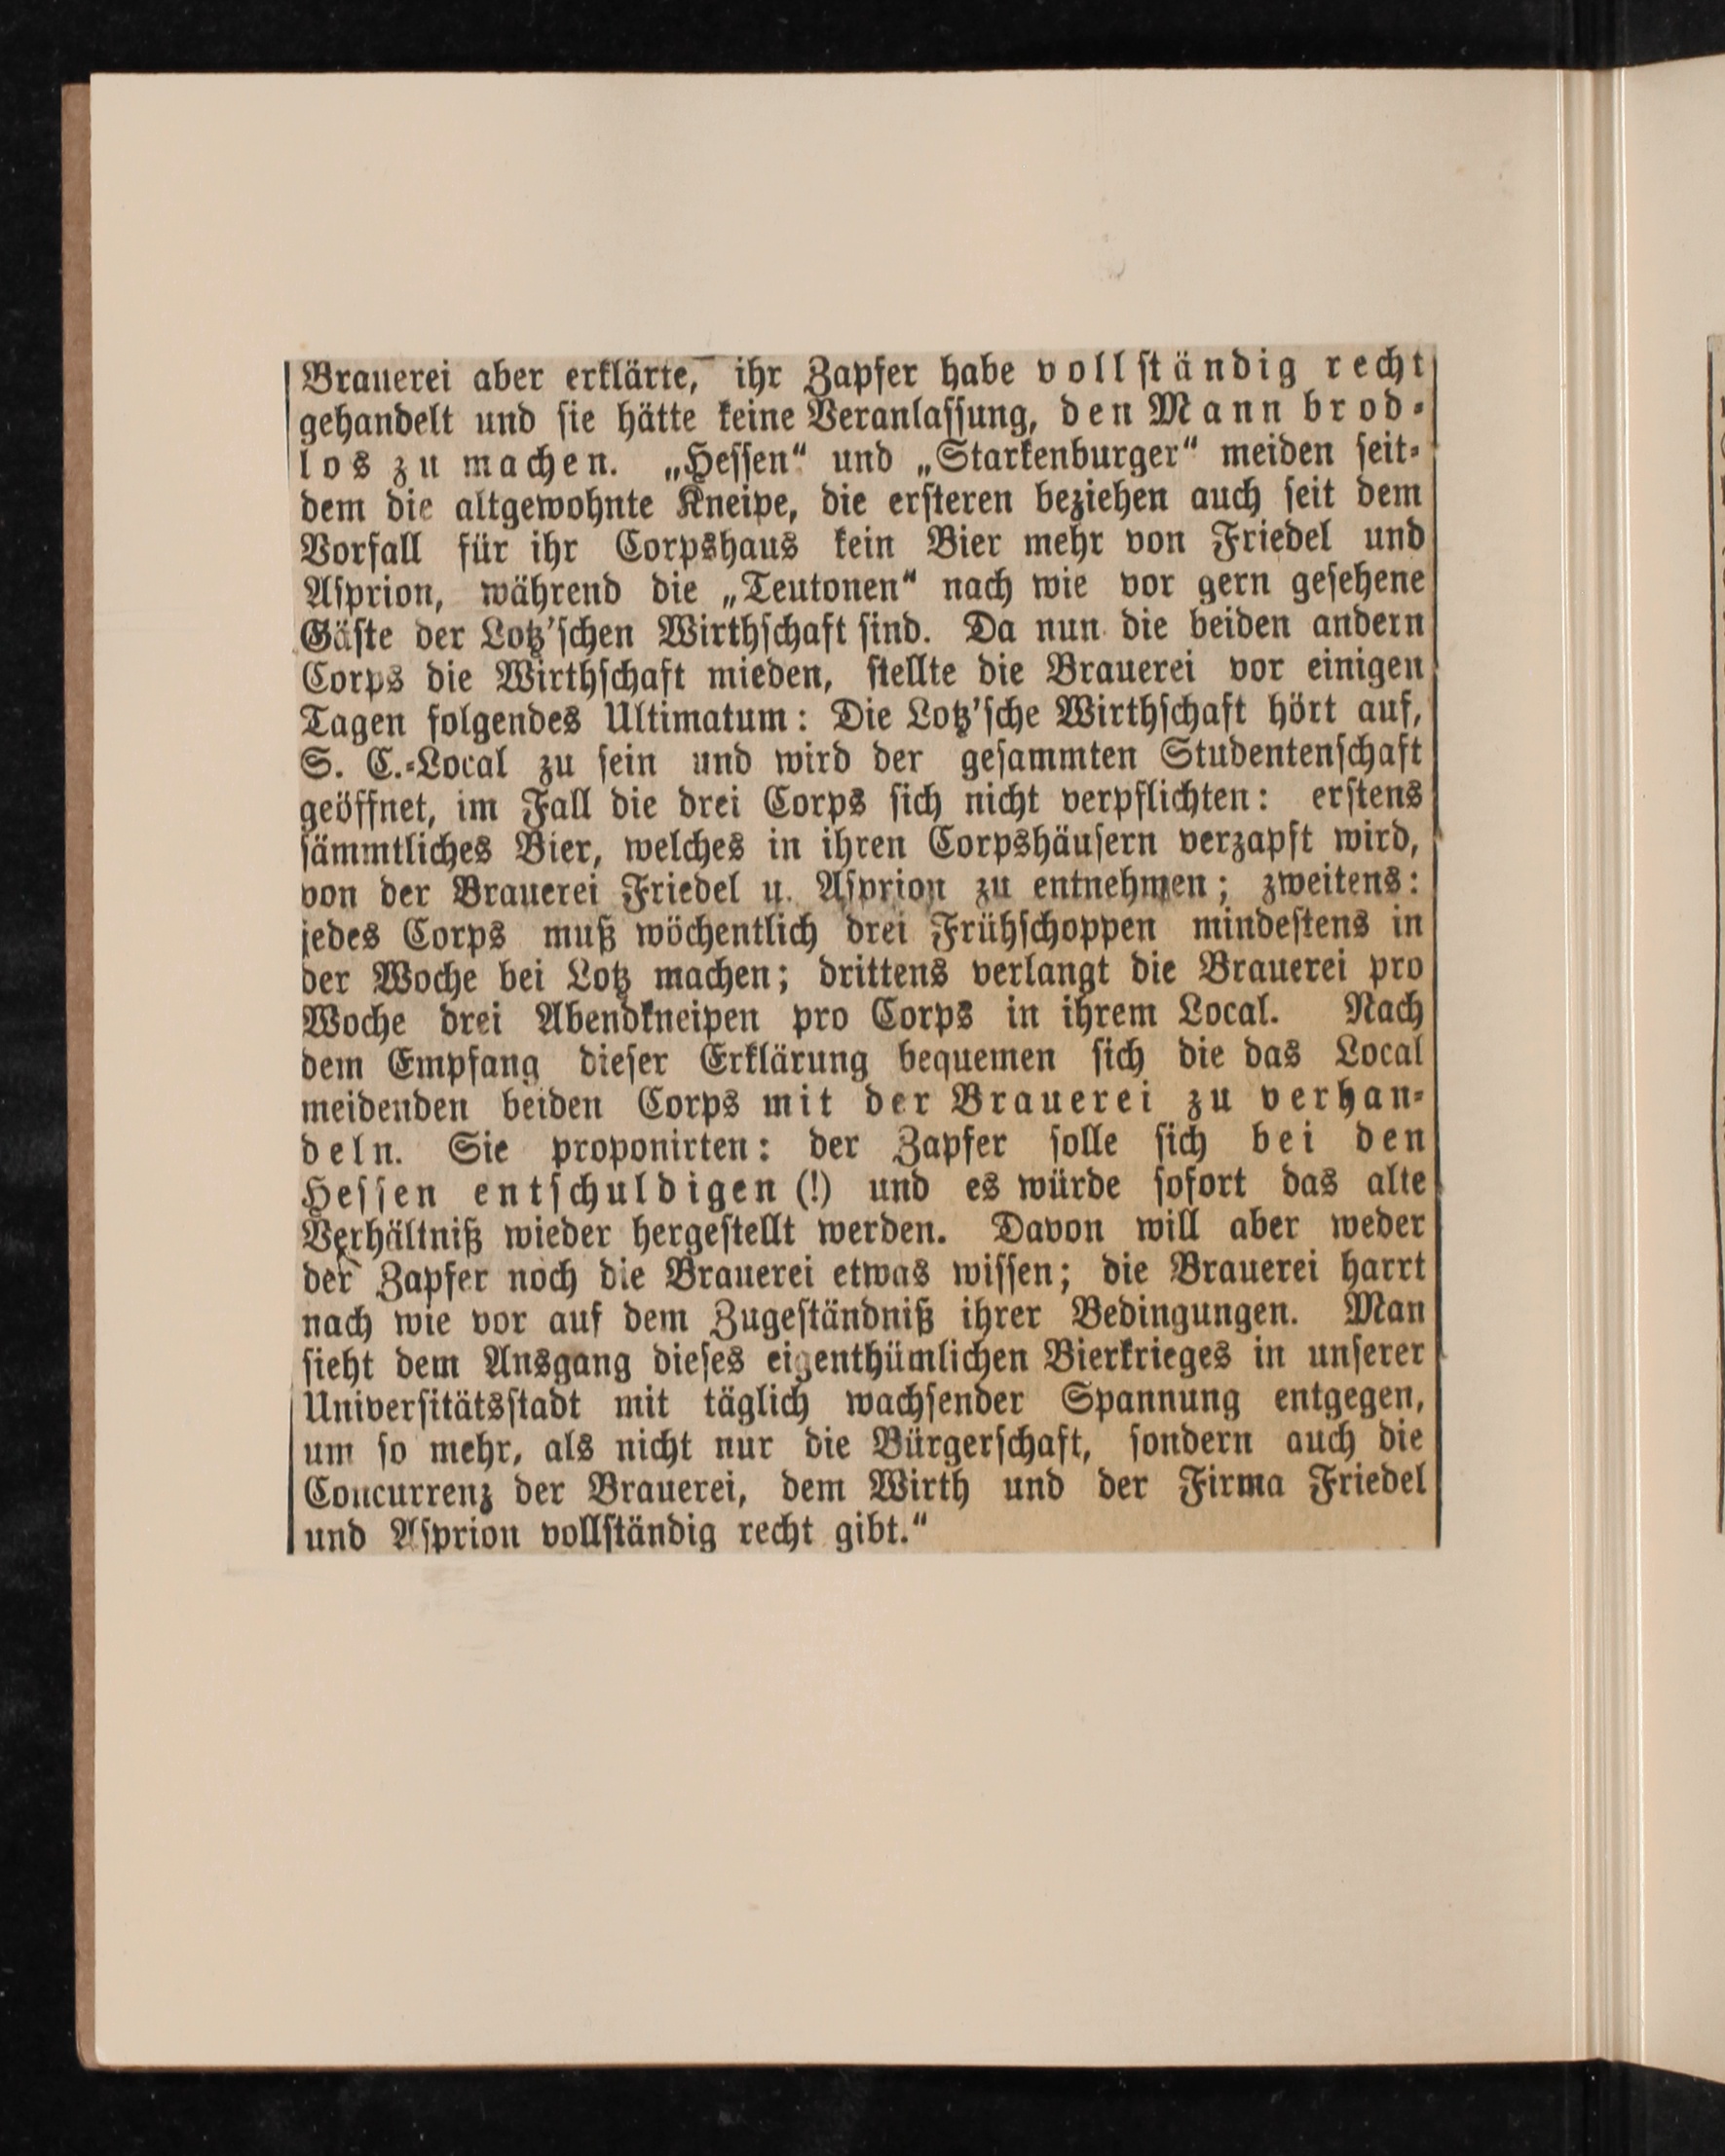 Brauerei aber erklärte, ihr Zapfer habe vollständig recht
gehandelt und sie hätte keine Veranlassung, den Mann brod-
los zu machen. „Hessen“ und „Starkenburger“ meiden seit-
dem die altgewohnte Kneipe, die ersteren beziehen auch seit dem
Vorfall für ihr Corpshaus kein Bier mehr von Friedel und
Asprion, während die „Teutonen“ nach wie vor gern gesehene
Gäste der Lotz'schen Wirthschaft sind. Da nun die beiden andern
Corps die Wirthschaft mieden, stellte die Brauerei vor einigen
Tagen folgendes Ultimatum: Die Lotz'sche Wirthschaft hört auf,
S. C.-Local zu sein und wird der gesammten Studentenschaft
geöffnet, im Fall die drei Corps sich nicht verpflichten: erstens
sämmtliches Bier, welches in ihren Corpshäusern verzapft wird,
von der Brauerei Friedel u. Asprion zu entnehmen; zweitens:
jedes Corps muß wöchentlich drei Frühschoppen mindestens in
der Woche bei Lotz machen; drittens verlangt die Brauerei pro
Woche drei Abendkneipen pro Corps in ihrem Local. Nach
dem Empfang dieser Erklärung bequemen sich die das Local
meidenden beiden Corps mit der Brauerei zu verhan-
deln. Sie proponirten: der Zapfer solle sich bei den
Hessen entschuldigen (!) und es würde sofort das alte
Verhältniß wieder hergestellt werden. Davon will aber weder
der Zapfer noch die Brauerei etwas wissen; die Brauerei harrt
nach wie vor auf dem Zugeständniß ihrer Bedingungen. Man
sieht dem Ausgang dieses eigenthümlichen Bierkrieges in unserer
Universitätsstadt mit täglich wachsender Spannung entgegen,
um so mehr, als nicht nur die Bürgerschaft, sondern auch die
Concurrenz der Brauerei, dem Wirth und der Firma Friedel
und Asprion vollständig recht gibt.“